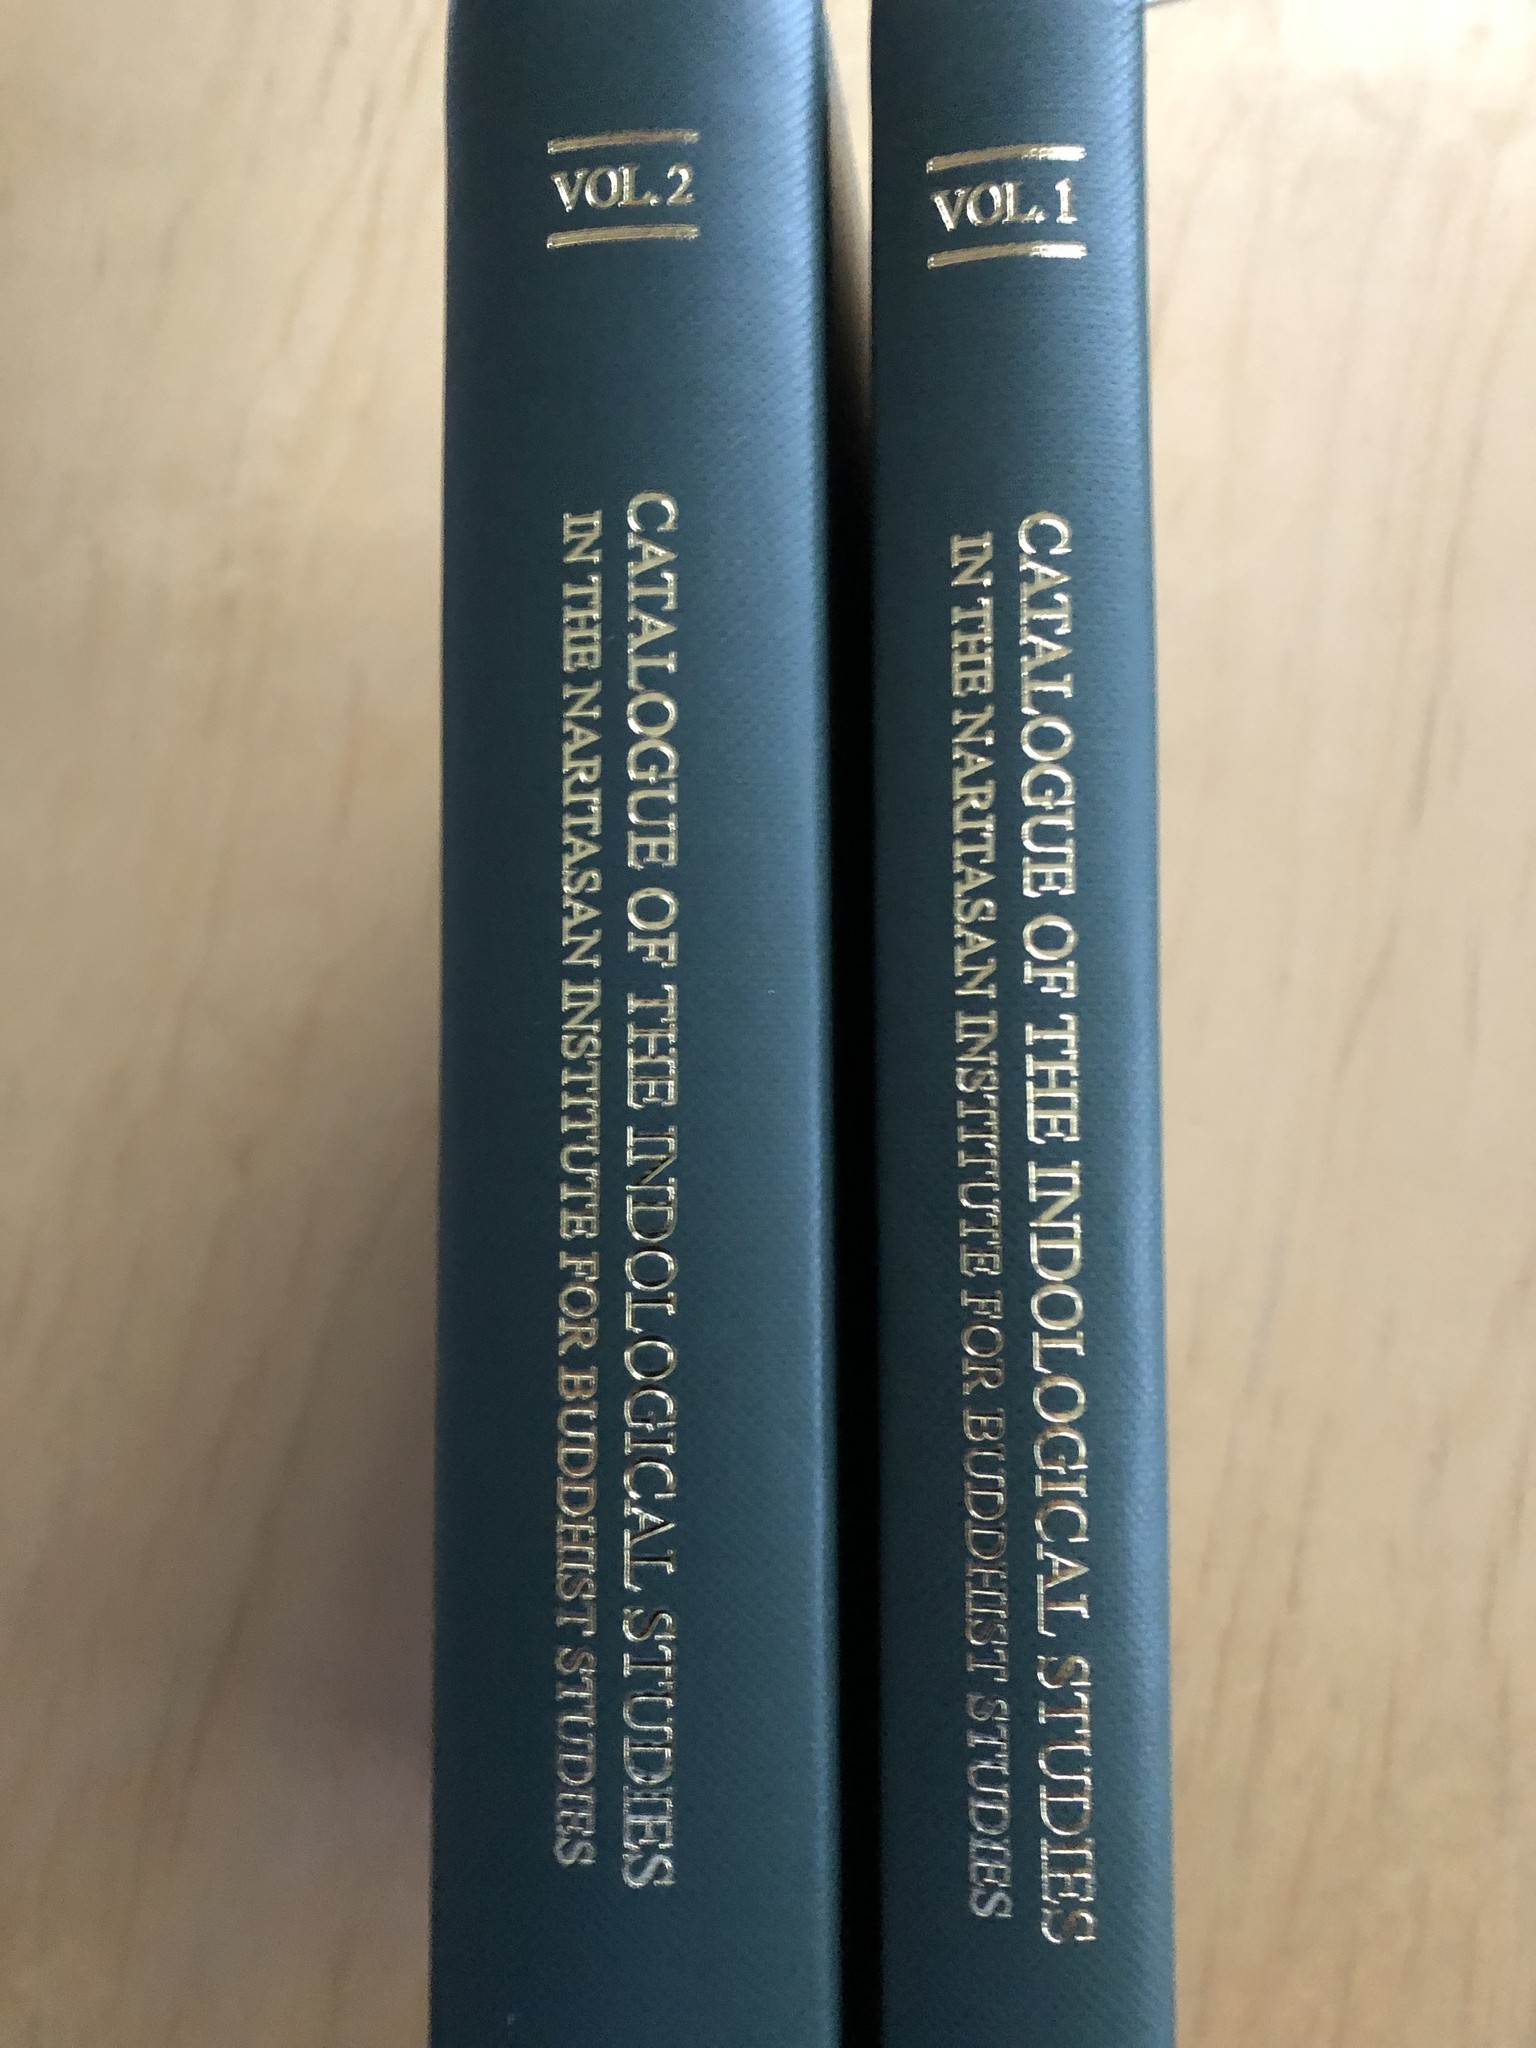 VOL. 2
CATALOGUE OF THE INDOLOGICAL STUDIES
IN THE NARITASAN INSTITUTE FOR BUDDHIST STUDIES
VOL. 1
CATALOGUE OF THE INDOLOGICAL STUDIES
IN THE NARITASAN INSTITUTE FOR BUDDHIST STUDIES